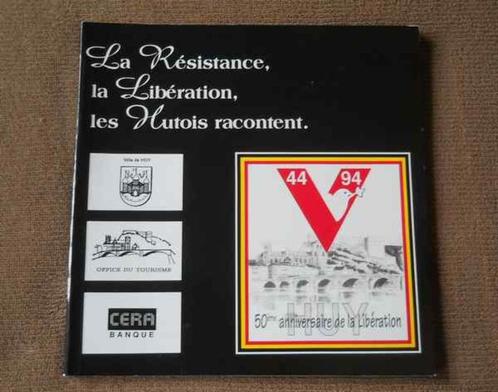 La Résistance,
la Libération,
les Hutois racontent.
Ville de HUY
OFFICE DU TOURISME
CERA
BANQUE
44 94
HUY
50ème anniversaire de la Libération